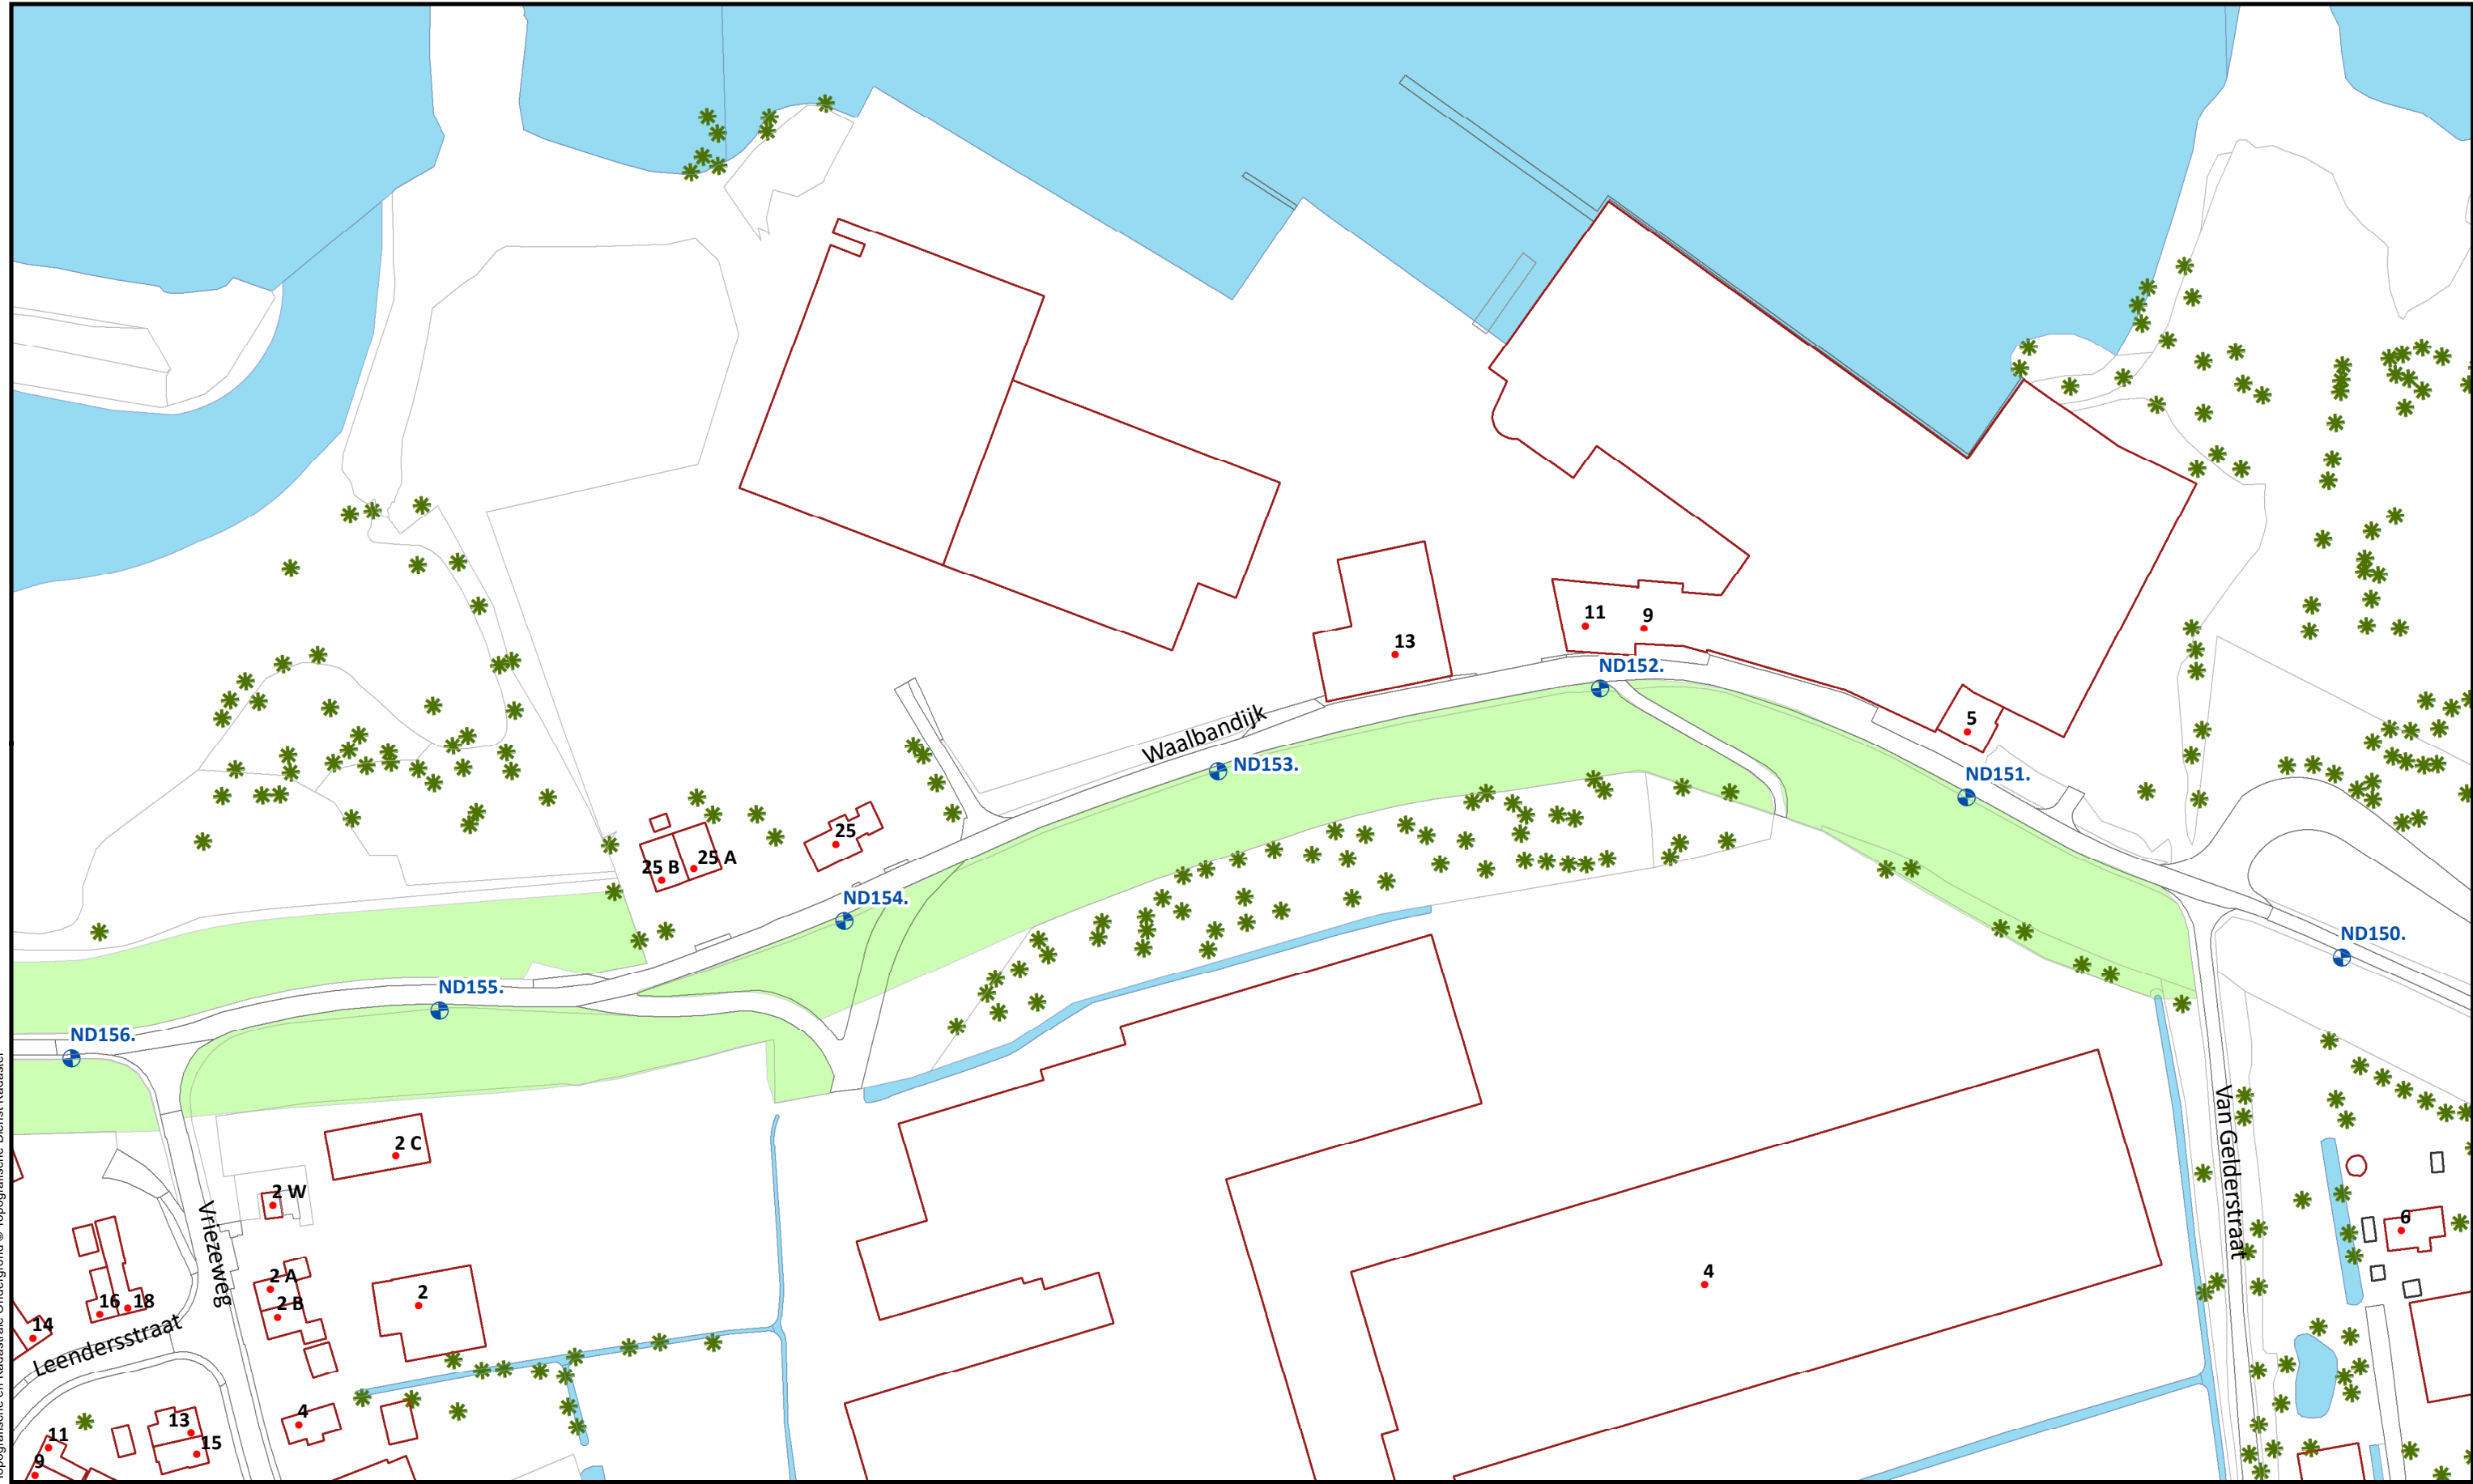 11
9
13
ND152.
5
Waalbandijk
ND153.
ND151.
25
25 A
25 B
ND154.
ND150.
ND155.
ND156.
Van Gelderstraat
2 C
2 W
Vriezeweg
6
2 A
2
2 B
4
16
18
14
Leendersstraat
4
13
11
15
9